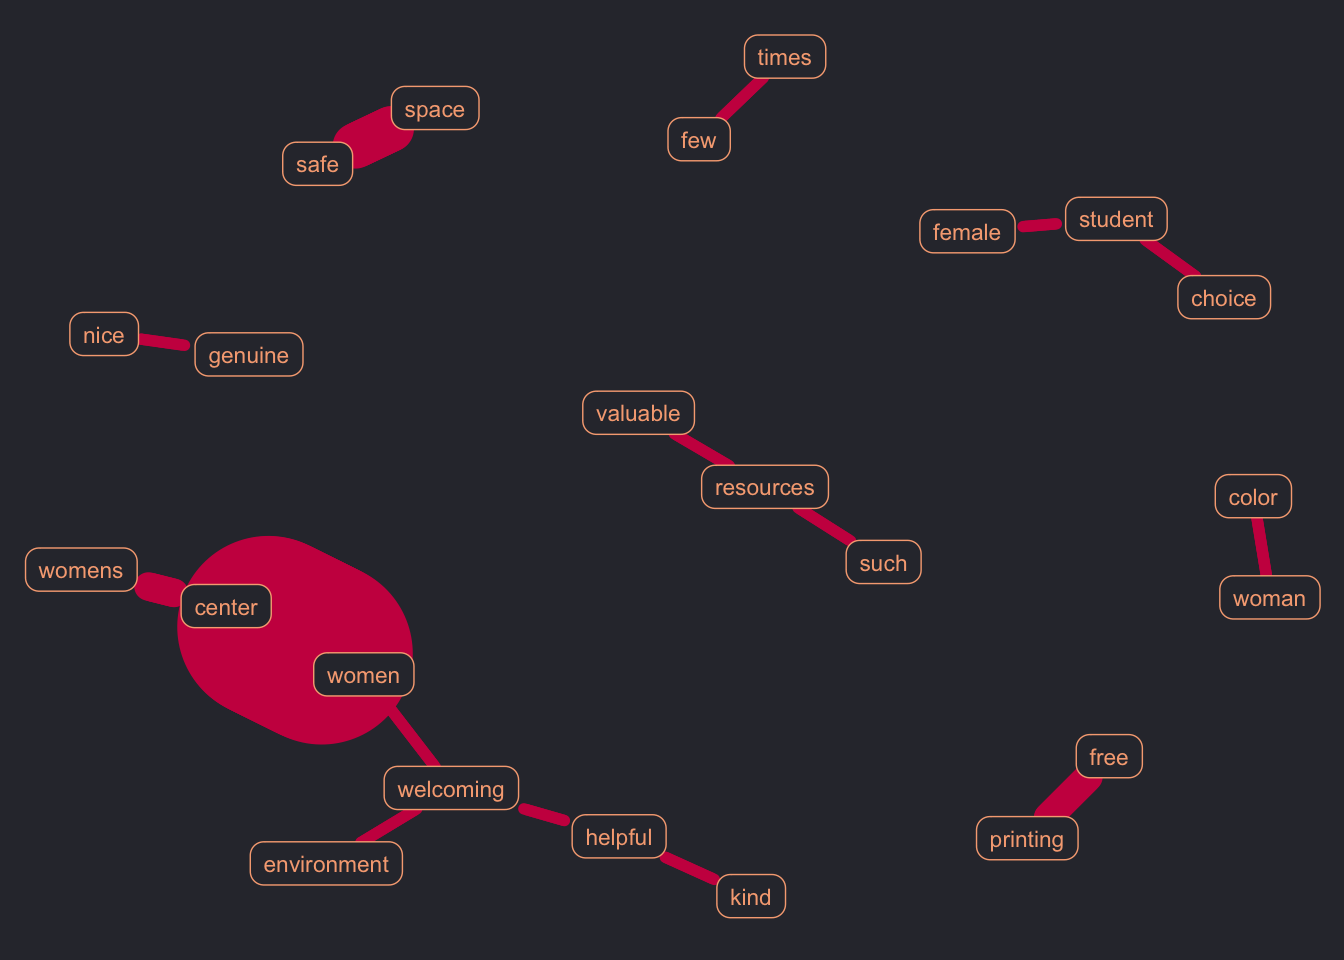 times
space
few
safe
student
female
choice
nice
genuine
valuable
resources
color
such
womens
woman
center
women
free
welcoming
helpful
printing
environment
kind